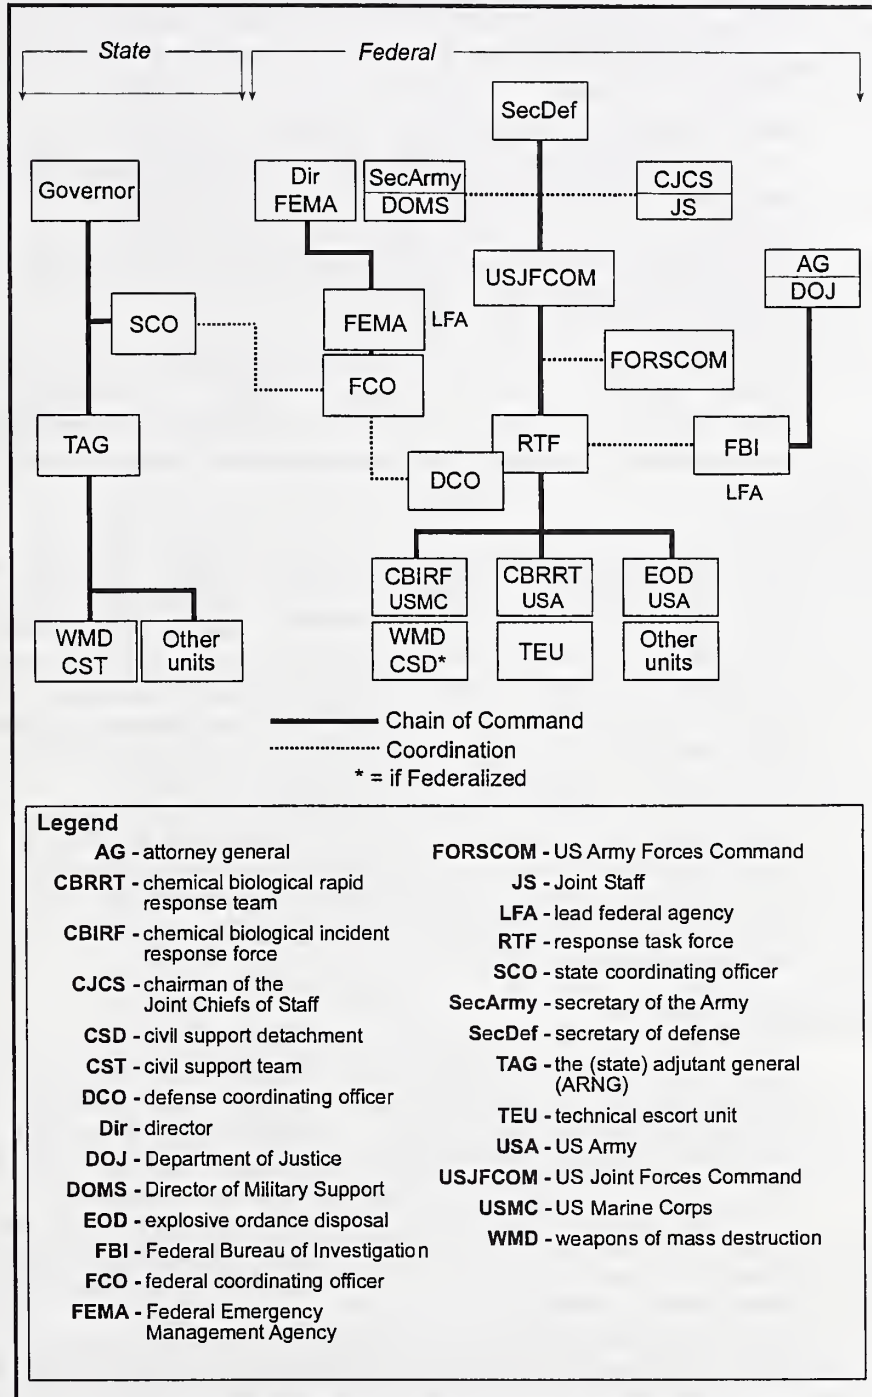 State
Federal
SecDef
Governor
Dir
FEMA
SecArmy
DOMS
CJCS
JS
USJFCOM
AG
DOJ
SCO
FEMA
LFA
FORSCOM
FCO
TAG
RTF
FBI
DCO
LFA
CBIRF
USMC
CBRRT
USA
EOD
USA
WMD
CST
Other
units
WMD
CSD*
TEU
Other
units
Chain of Command
Coordination
* = if Federalized
Legend
AG - attorney general
CBRRT - chemical biological rapid
response team
CBIRF - chemical biological incident
response force
CJCS - chairman of the
Joint Chiefs of Staff
CSD - civil support detachment
CST - civil support team
DCO - defense coordinating officer
Dir - director
DOJ - Department of Justice
DOMS - Director of Military Support
EOD - explosive ordance disposal
FBI - Federal Bureau of Investigation
FCO - federal coordinating officer
FEMA - Federal Emergency
Management Agency
FORSCOM - US Army Forces Command
JS - Joint Staff
LFA - lead federal agency
RTF - response task force
SCO - state coordinating officer
SecArmy - secretary of the Army
SecDef - secretary of defense
TAG - the (state) adjutant general
(ARNG)
TEU - technical escort unit
USA - US Army
USJFCOM - US Joint Forces Command
USMC - US Marine Corps
WMD - weapons of mass destruction